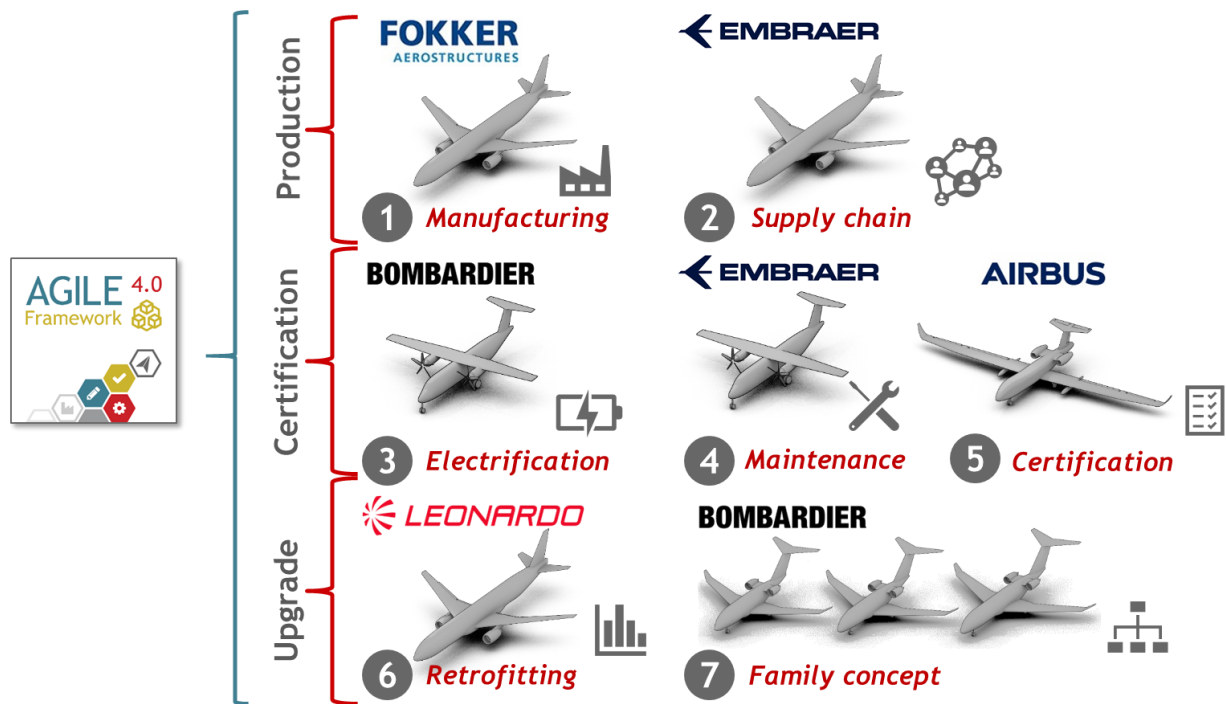 AGILE 4.0
Framework
Production
FOKKER
AEROSTRUCTURES
1 Manufacturing
EMBRAER
2 Supply chain
Certification
BOMBARDIER
3 Electrification
EMBRAER
4 Maintenance
AIRBUS
5 Certification
Upgrade
LEONARDO
6 Retrofitting
BOMBARDIER
7 Family concept